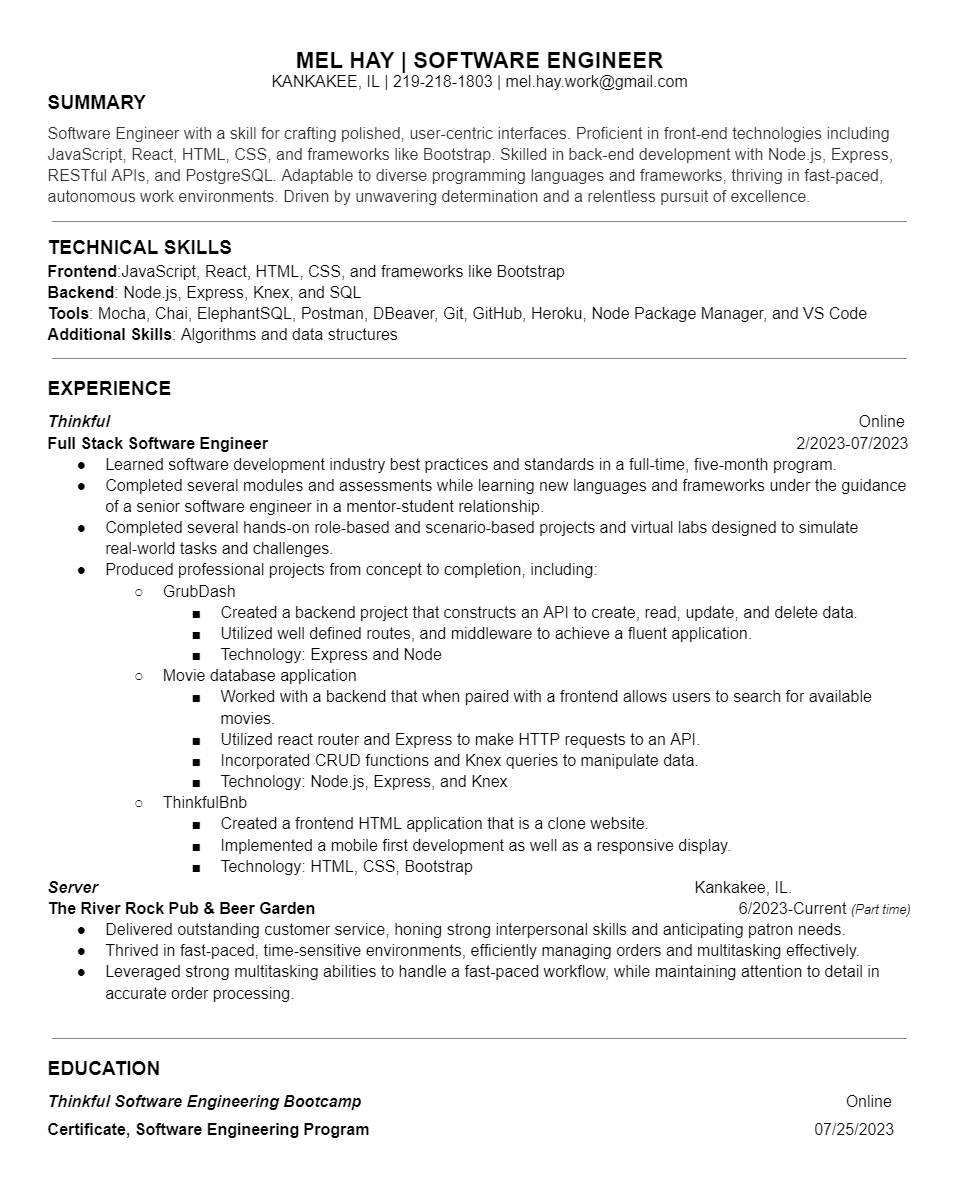 MEL HAY | SOFTWARE ENGINEER
KANKAKEE, IL | 219-218-1803 | mel.hay.work@gmail.com
SUMMARY
Software Engineer with a skill for crafting polished, user-centric interfaces. Proficient in front-end technologies including
JavaScript, React, HTML, CSS, and frameworks like Bootstrap. Skilled in back-end development with Node.js, Express,
RESTful APIs, and PostgreSQL. Adaptable to diverse programming languages and frameworks, thriving in fast-paced,
autonomous work environments. Driven by unwavering determination and a relentless pursuit of excellence.
TECHNICAL SKILLS
Frontend:JavaScript, React, HTML, CSS, and frameworks like Bootstrap
Backend: Node.js, Express, Knex, and SQL
Tools: Mocha, Chai, ElephantSQL, Postman, DBeaver, Git, GitHub, Heroku, Node Package Manager, and VS Code
Additional Skills: Algorithms and data structures
EXPERIENCE
Thinkful Online
Full Stack Software Engineer 2/2023-07/2023
● Learned software development industry best practices and standards in a full-time, five-month program.
● Completed several modules and assessments while learning new languages and frameworks under the guidance
of a senior software engineer in a mentor-student relationship.
● Completed several hands-on role-based and scenario-based projects and virtual labs designed to simulate
real-world tasks and challenges.
● Produced professional projects from concept to completion, including:
○ GrubDash
■ Created a backend project that constructs an API to create, read, update, and delete data.
■ Utilized well defined routes, and middleware to achieve a fluent application.
■ Technology: Express and Node
○ Movie database application
■ Worked with a backend that when paired with a frontend allows users to search for available
movies.
■ Utilized react router and Express to make HTTP requests to an API.
■ Incorporated CRUD functions and Knex queries to manipulate data.
■ Technology: Node.js, Express, and Knex
○ ThinkfulBnb
■ Created a frontend HTML application that is a clone website.
■ Implemented a mobile first development as well as a responsive display.
■ Technology: HTML, CSS, Bootstrap
Server Kankakee, IL.
The River Rock Pub & Beer Garden 6/2023-Current (Part time)
● Delivered outstanding customer service, honing strong interpersonal skills and anticipating patron needs.
● Thrived in fast-paced, time-sensitive environments, efficiently managing orders and multitasking effectively.
● Leveraged strong multitasking abilities to handle a fast-paced workflow, while maintaining attention to detail in
accurate order processing.
EDUCATION
Thinkful Software Engineering Bootcamp Online
Certificate, Software Engineering Program 07/25/2023